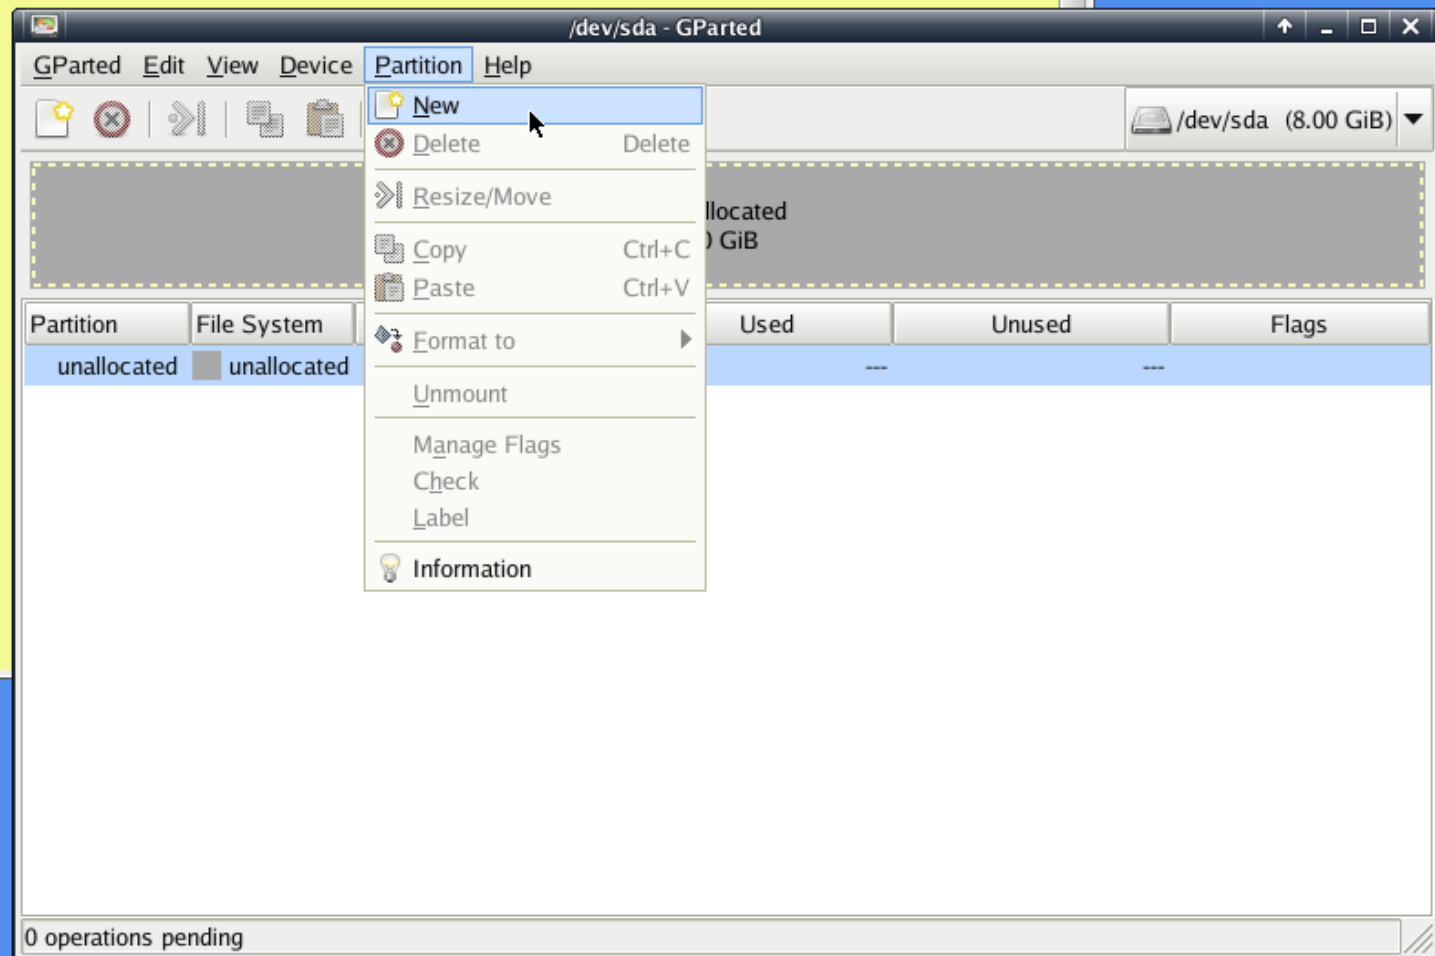 /dev/sda - GParted
GParted Edit View Device Partition Help
/dev/sda (8.00 GiB)
New
Delete Delete
Resize/Move
Copy Ctrl+C
Paste Ctrl+V
Format to
Unmount
Manage Flags
Check
Label
Information
llocated
GiB
Partition File System Used Unused Flags
unallocated unallocated --- ---
0 operations pending